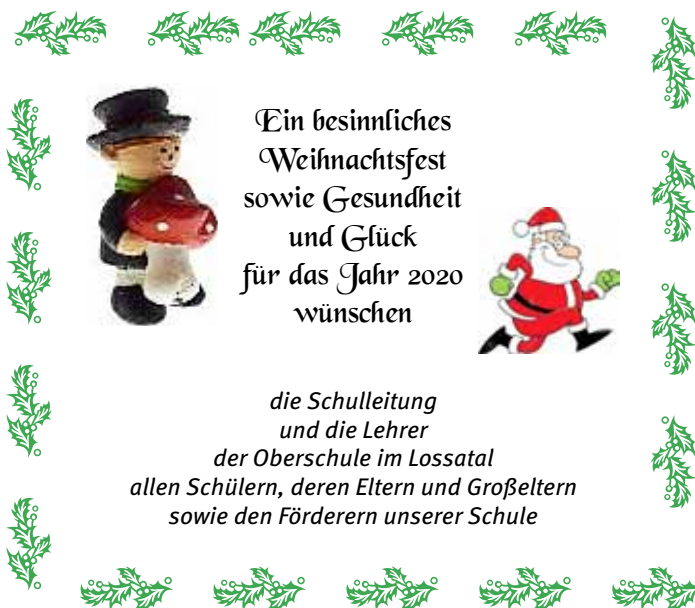 Ein besinnliches
Weihnachtsfest
sowie Gesundheit
und Glück
für das Jahr 2020
wünschen
die Schulleitung
und die Lehrer
der Oberschule im Lossatal
allen Schülern, deren Eltern und Großeltern
sowie den Förderern unserer Schule